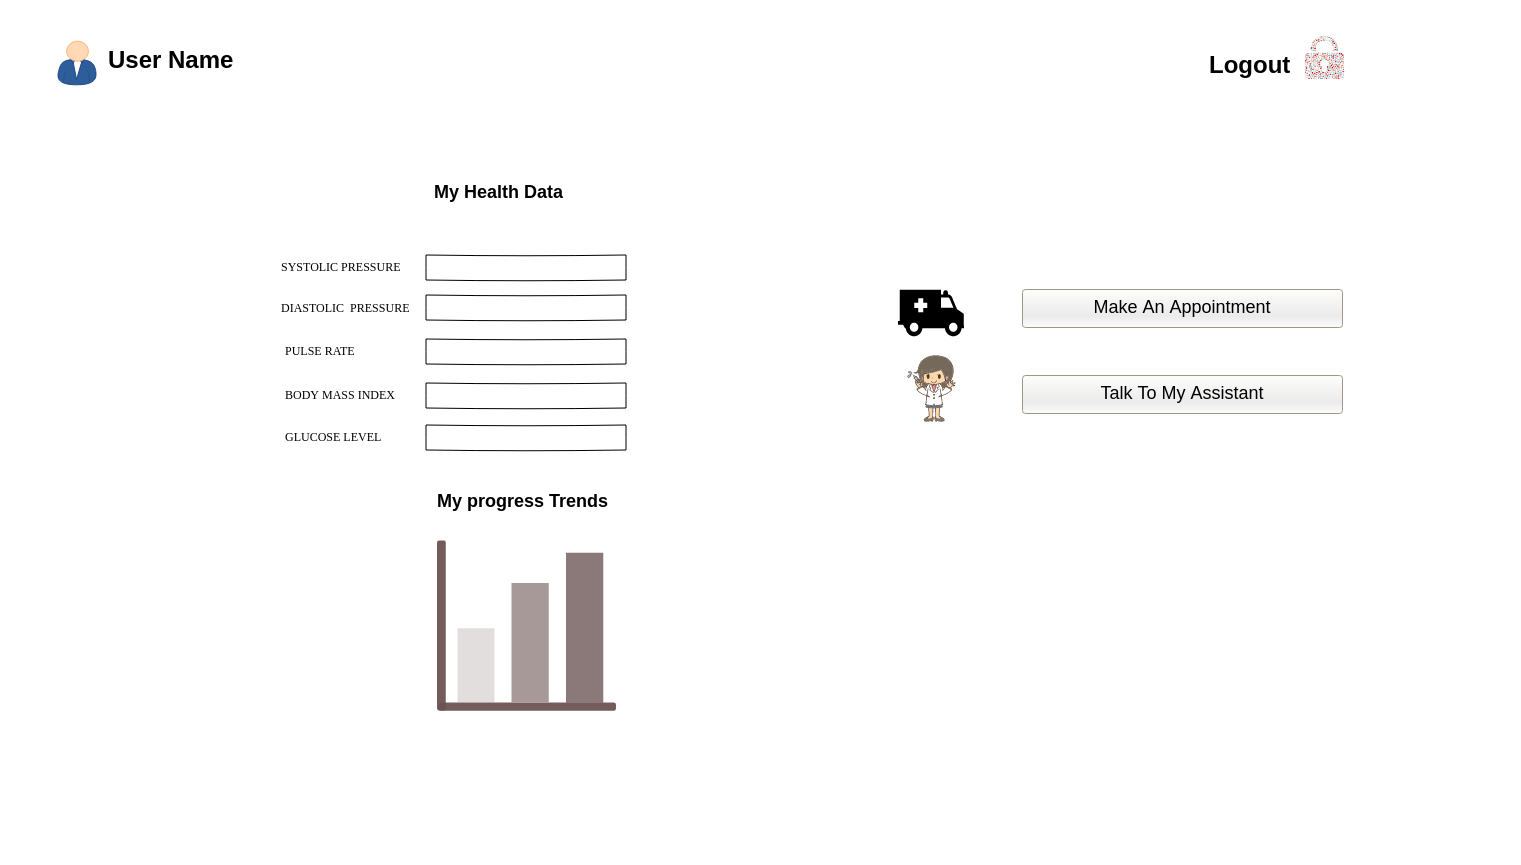 User Name
Logout
My Health Data
SYSTOLIC PRESSURE
DIASTOLIC  PRESSURE
PULSE RATE
BODY MASS INDEX
GLUCOSE LEVEL
Make An Appointment
Talk To My Assistant
My progress Trends